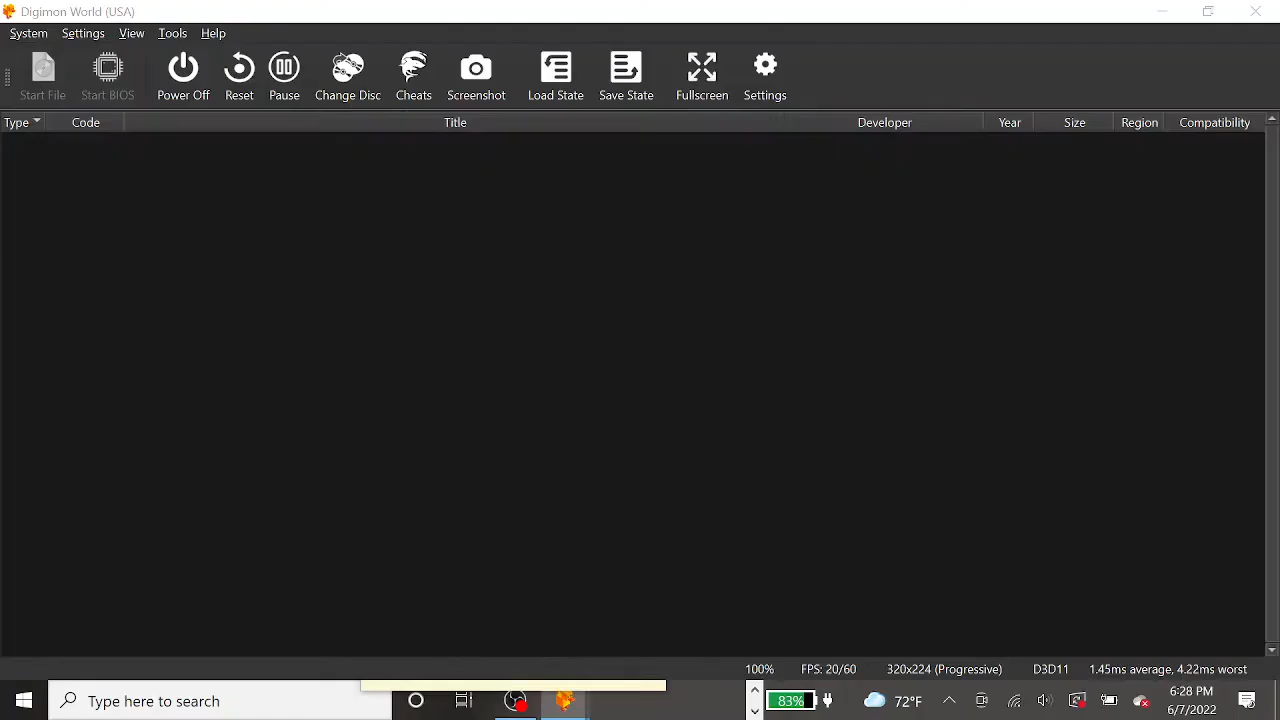 Digimon World (USA)
System Settings View Tools Help
Start File Start BIOS Power Off Reset Pause Change Disc Cheats Screenshot Load State Save State Fullscreen Settings
Type Code Title Developer Year Size Region Compatibility
100% FPS: 20/60 320x224 (Progressive) D3D11 1.45ms average, 4.22ms worst
Type here to search 83% 72°F 6:28 PM
6/7/2022